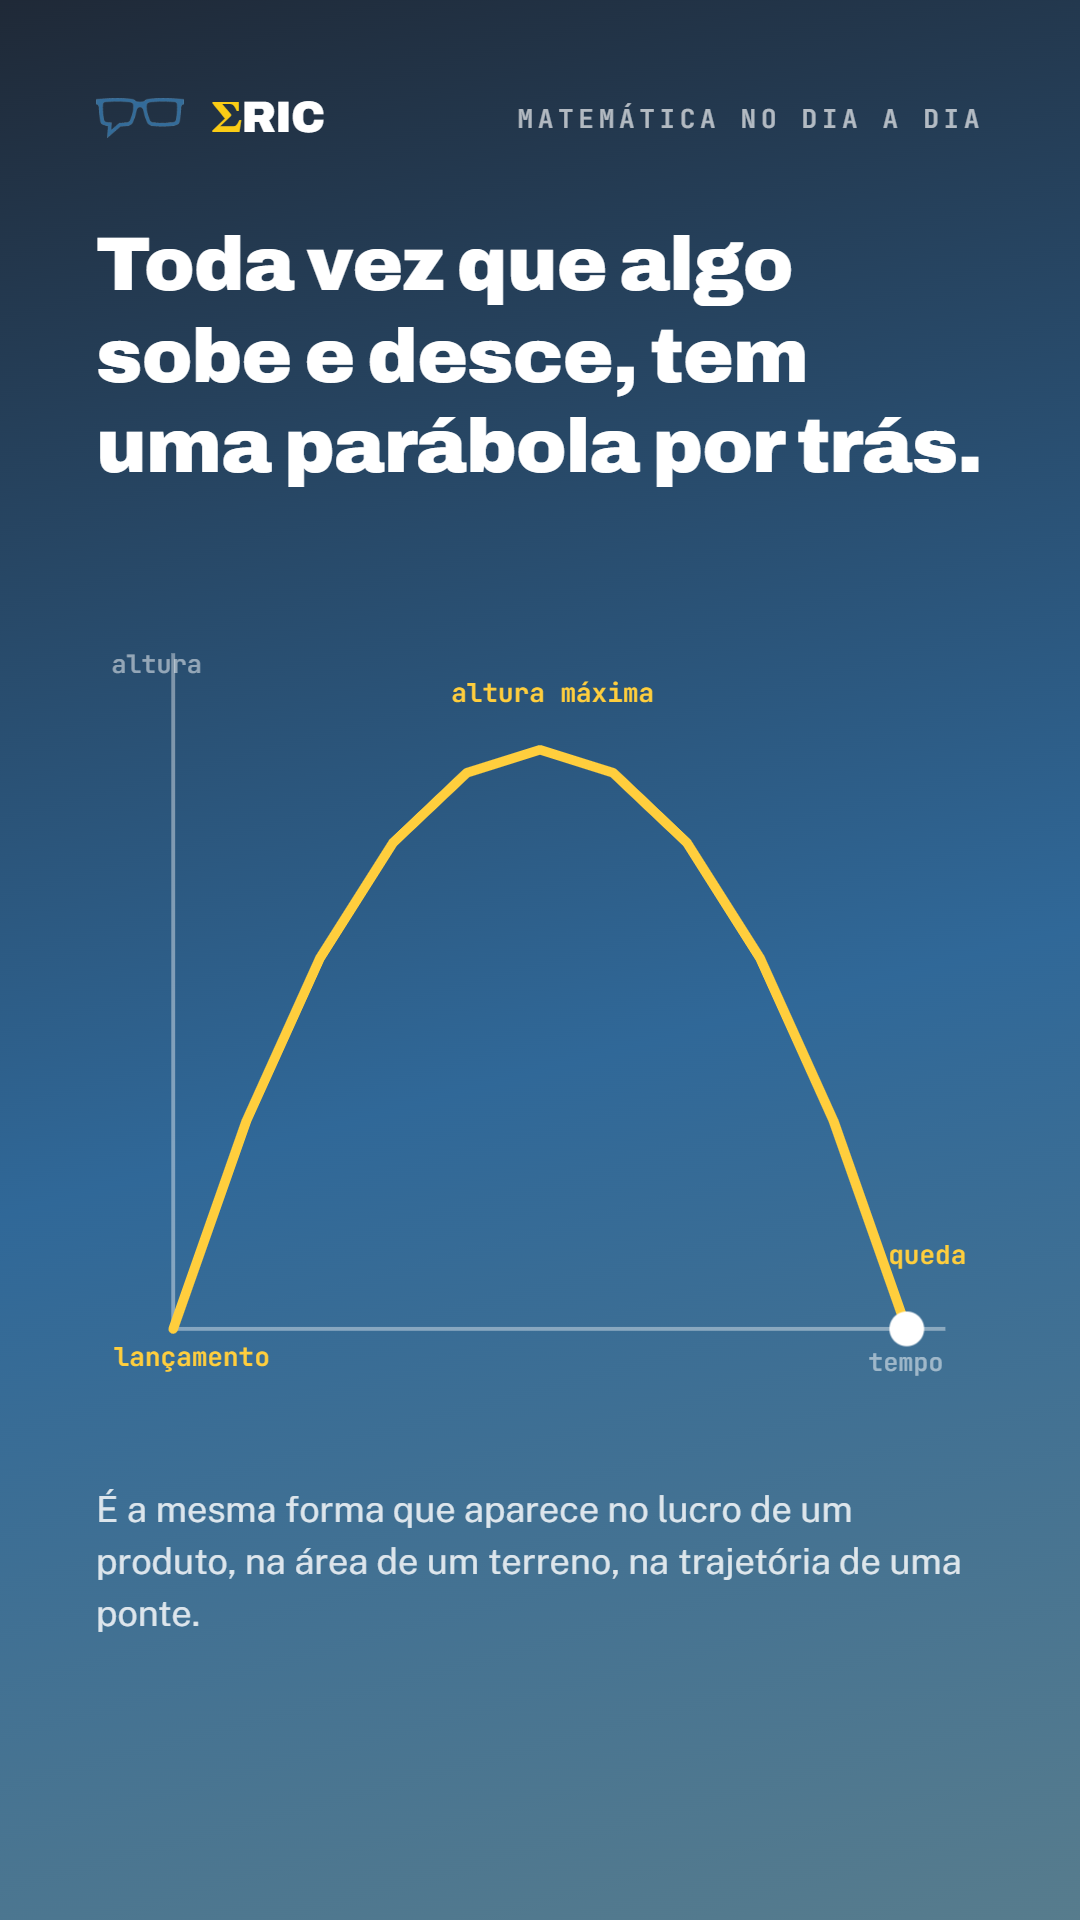 ΣRIC
MATEMÁTICA NO DIA A DIA
Toda vez que algo
sobe e desce, tem
uma parábola por trás.
altura
altura máxima
queda
lançamento
tempo
É a mesma forma que aparece no lucro de um
produto, na área de um terreno, na trajetória de uma
ponte.